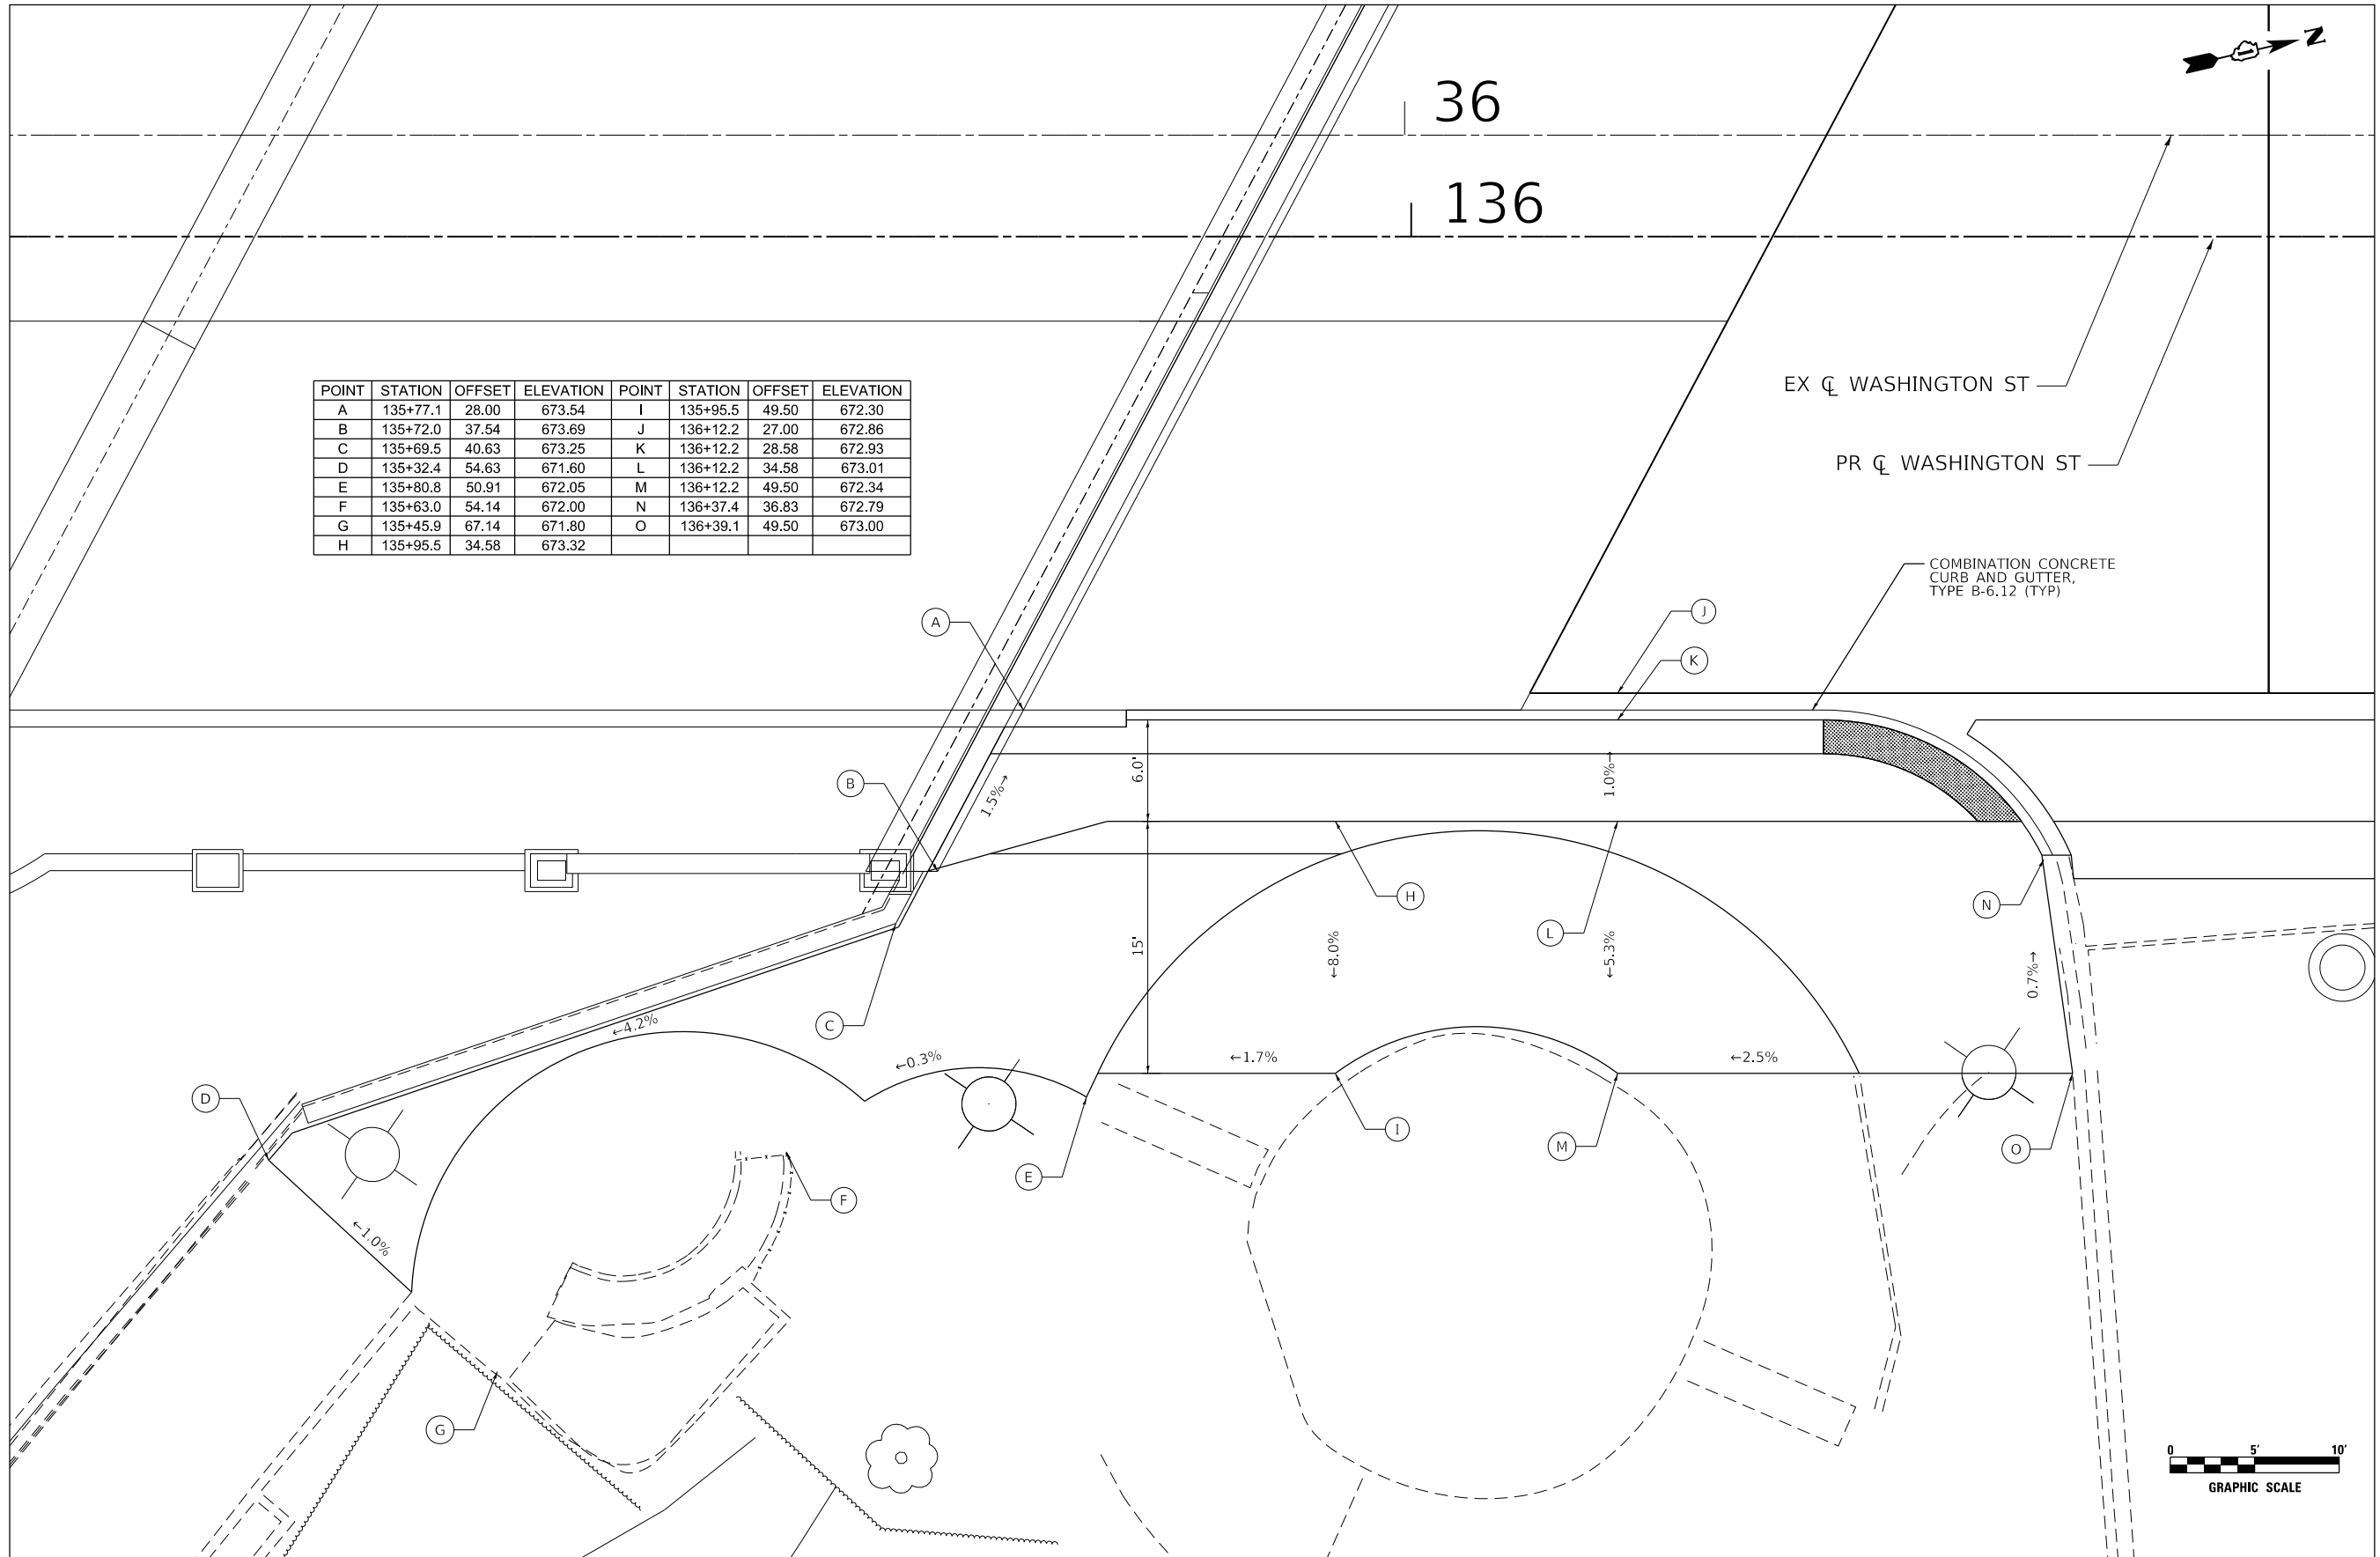 N
36
136
EX ℄ WASHINGTON ST
PR ℄ WASHINGTON ST
POINT STATION OFFSET ELEVATION POINT STATION OFFSET ELEVATION
A 135+77.1 28.00 673.54 I 135+95.5 49.50 672.30
B 135+72.0 37.54 673.69 J 136+12.2 27.00 672.86
C 135+69.5 40.63 673.25 K 136+12.2 28.58 672.93
D 135+32.4 54.63 671.60 L 136+12.2 34.58 673.01
E 135+80.8 50.91 672.05 M 136+12.2 49.50 672.34
F 135+63.0 54.14 672.00 N 136+37.4 36.83 672.79
G 135+45.9 67.14 671.80 O 136+39.1 49.50 673.00
H 135+95.5 34.58 673.32
COMBINATION CONCRETE
CURB AND GUTTER,
TYPE B-6.12 (TYP)
A
J
K
B
1.5%→
6.0'
1.0%→
H
N
L
15'
←8.0%
←5.3%
0.7%→
C
←4.2%
←0.3%
←1.7%
←2.5%
D
I
M
O
E
F
←1.0%
G
0 5' 10'
GRAPHIC SCALE